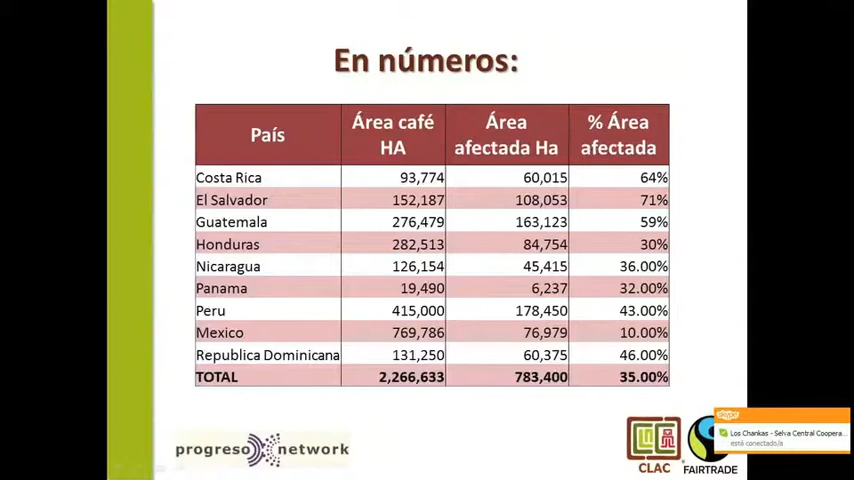 En números:
País Área café HA Área afectada Ha % Área afectada
Costa Rica 93,774 60,015 64%
El Salvador 152,187 108,053 71%
Guatemala 276,479 163,123 59%
Honduras 282,513 84,754 30%
Nicaragua 126,154 45,415 36.00%
Panama 19,490 6,237 32.00%
Peru 415,000 178,450 43.00%
Mexico 769,786 76,979 10.00%
Republica Dominicana 131,250 60,375 46.00%
TOTAL 2,266,633 783,400 35.00%
progreso network
CLAC
FAIRTRADE
skype
Los Chankas - Selva Central Coopera...
está conectado/a